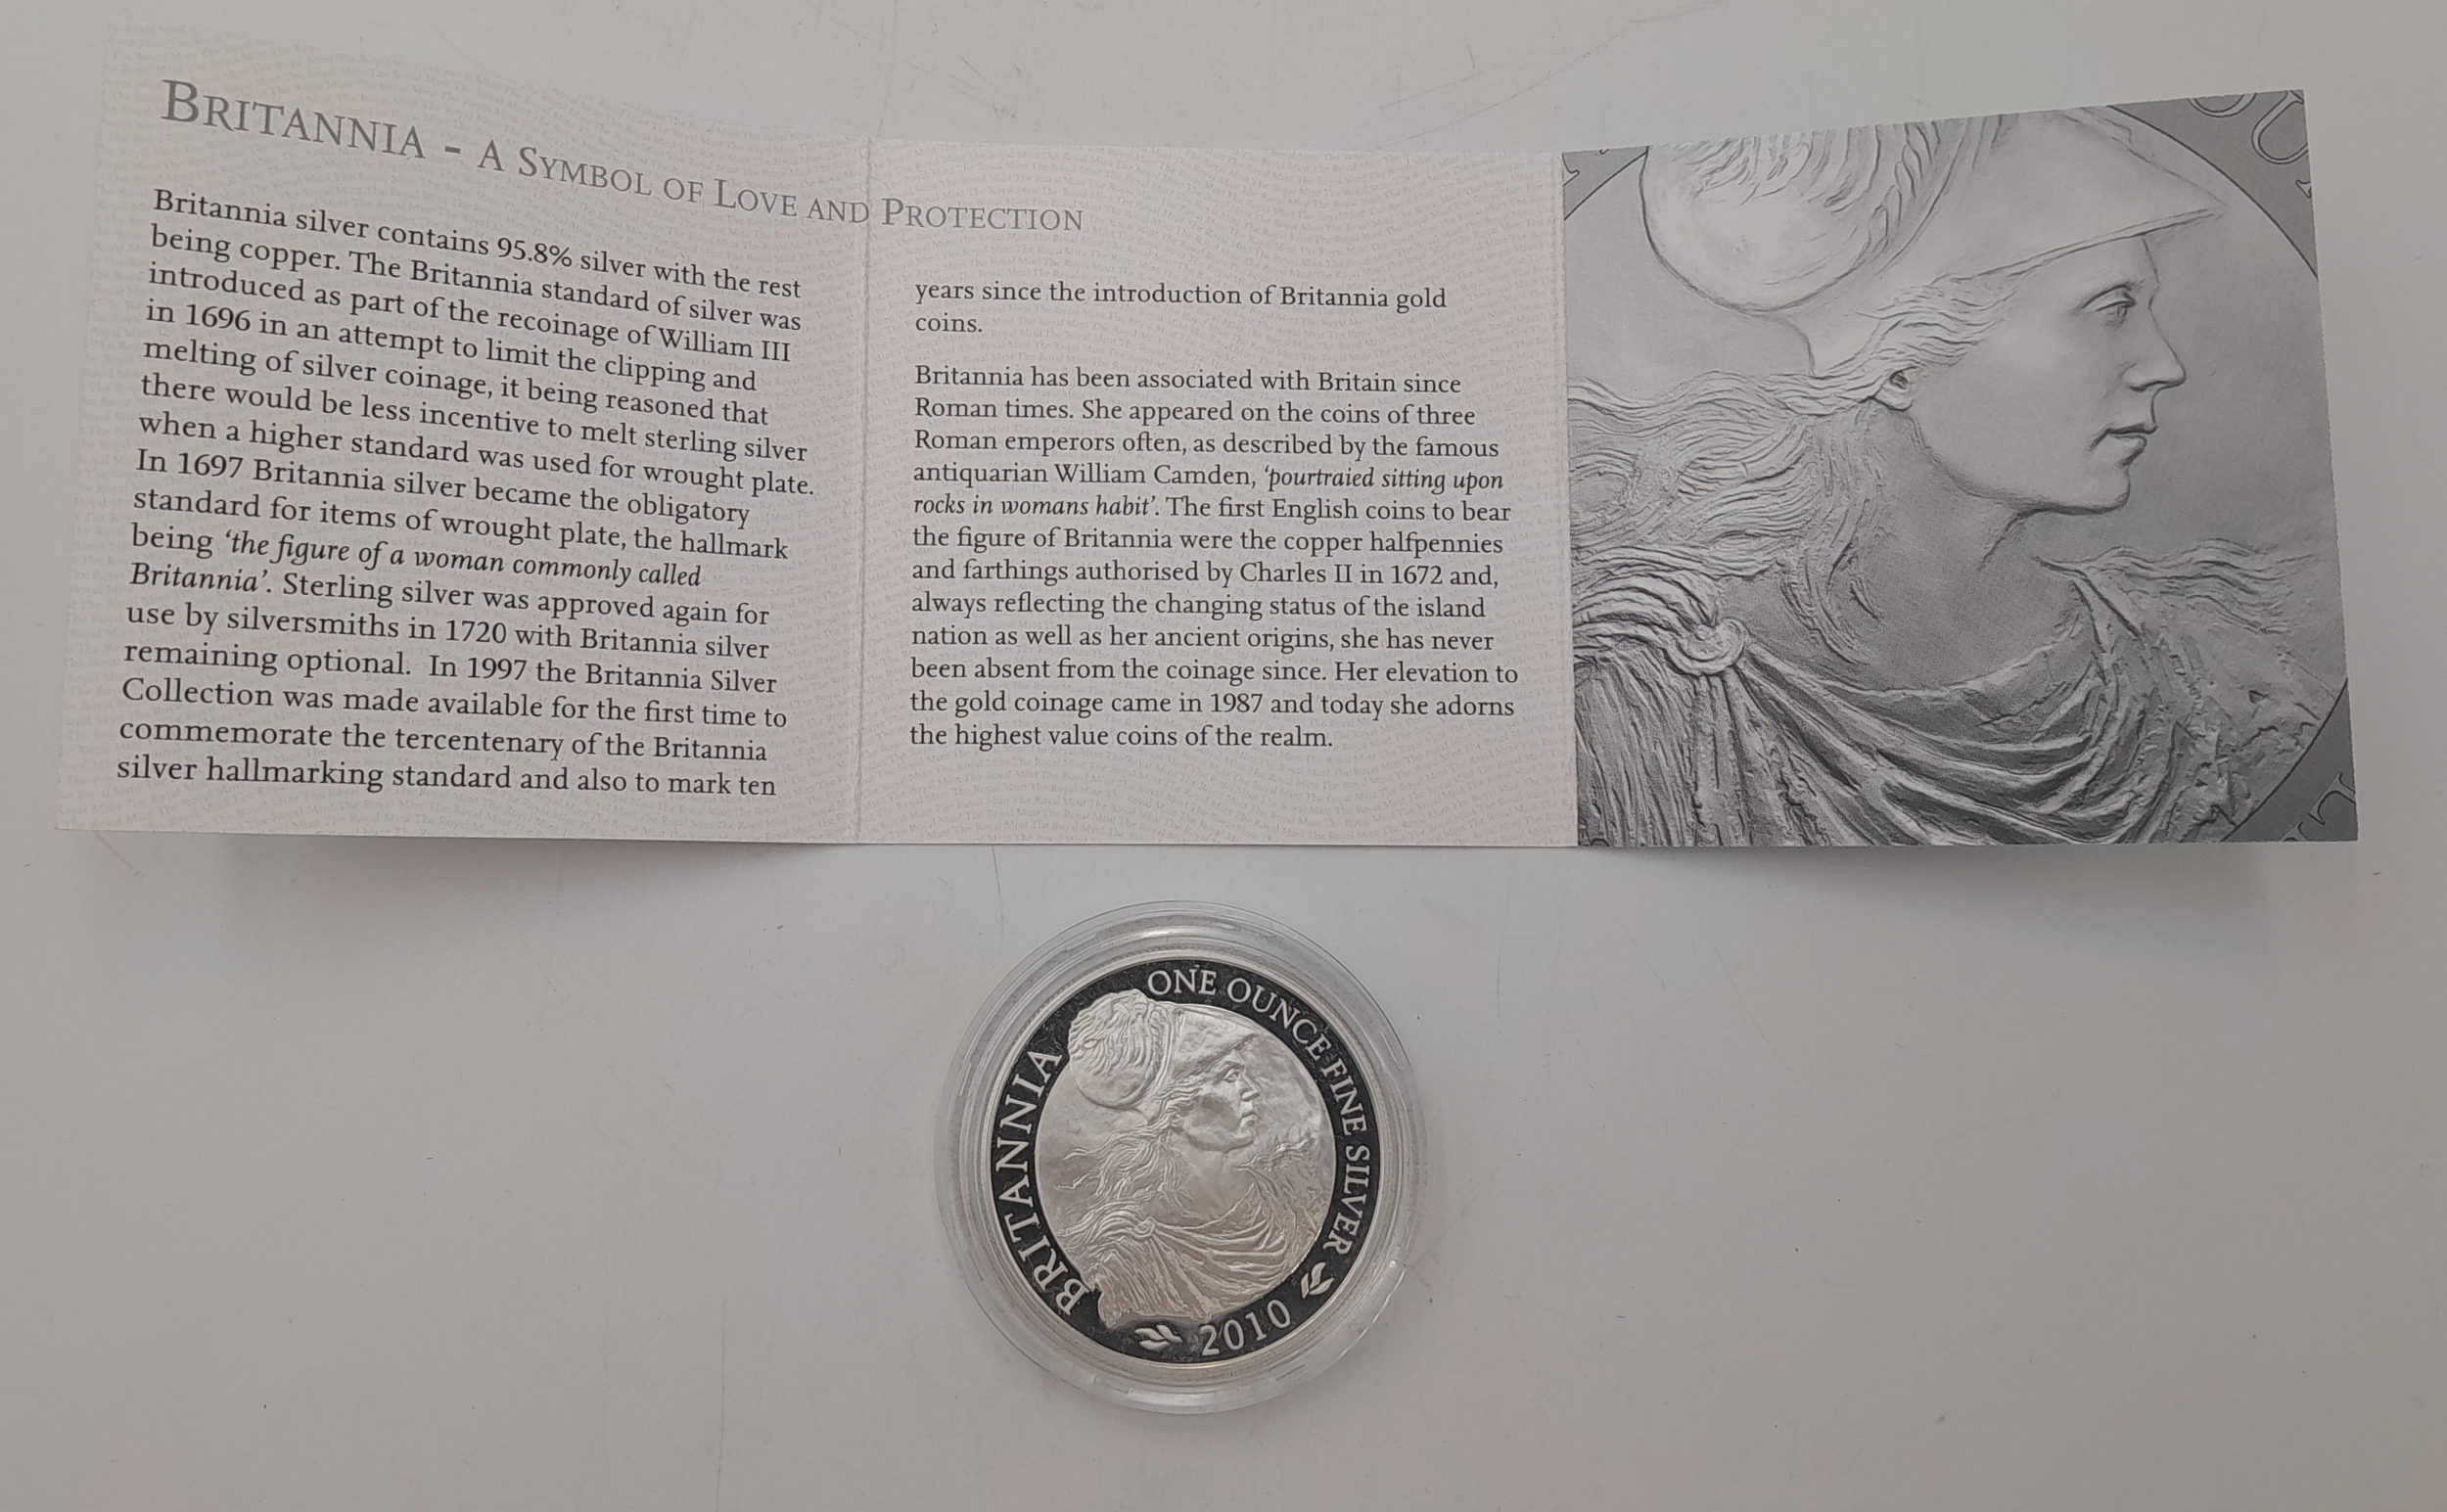 BRITANNIA - A SYMBOL OF LOVE AND PROTECTION
Britannia silver contains 95.8% silver with the rest
being copper. The Britannia standard of silver was
introduced as part of the recoinage of William III
in 1696 in an attempt to limit the clipping and
melting of silver coinage, it being reasoned that
there would be less incentive to melt sterling silver
when a higher standard was used for wrought plate.
In 1697 Britannia silver became the obligatory
standard for items of wrought plate, the hallmark
being ‘the figure of a woman commonly called
Britannia’. Sterling silver was approved again for
use by silversmiths in 1720 with Britannia silver
remaining optional. In 1997 the Britannia Silver
Collection was made available for the first time to
commemorate the tercentenary of the Britannia
silver hallmarking standard and also to mark ten
years since the introduction of Britannia gold
coins.
Britannia has been associated with Britain since
Roman times. She appeared on the coins of three
Roman emperors often, as described by the famous
antiquarian William Camden, ‘pourtraied sitting upon
rocks in womans habit’. The first English coins to bear
the figure of Britannia were the copper halfpennies
and farthings authorised by Charles II in 1672 and,
always reflecting the changing status of the island
nation as well as her ancient origins, she has never
been absent from the coinage since. Her elevation to
the gold coinage came in 1987 and today she adorns
the highest value coins of the realm.
BRITANNIA
ONE OUNCE FINE SILVER
2010